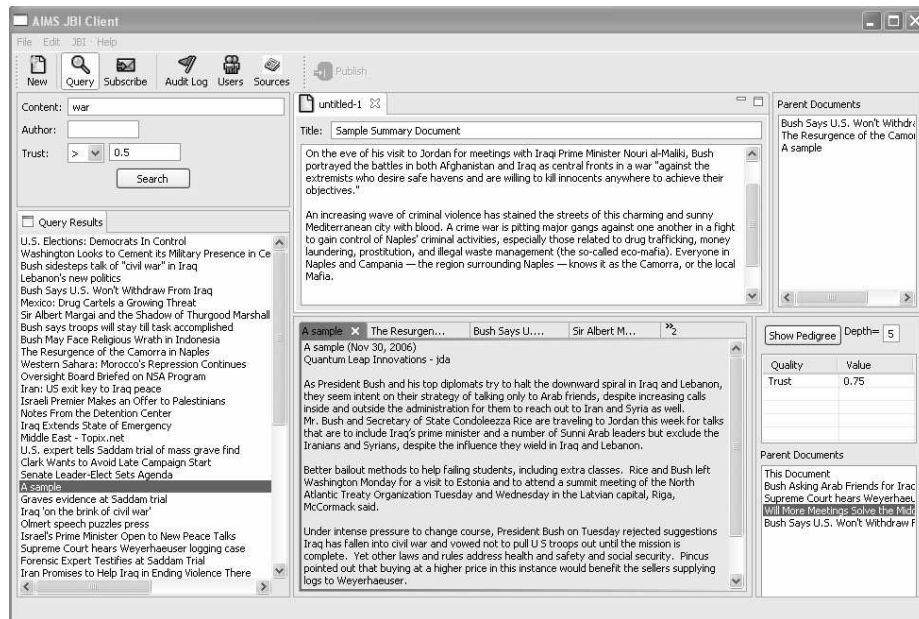 AIMS JBI Client
File Edit JBI Help
New Query Subscribe Audit Log Users Sources Publish
Content: war
Author:
Trust: > 0.5
Search
Query Results
U.S. Elections: Democrats In Control
Washington Looks to Cement its Military Presence in Ce
Bush sidesteps talk of "civil war" in Iraq
Lebanon's new politics
Bush Says U.S. Won't Withdraw From Iraq
Mexico: Drug Cartels a Growing Threat
Sir Albert Margai and the Shadow of Thurgood Marshall
Bush says troops will stay till task accomplished
Bush May Face Religious Wrath in Indonesia
The Resurgence of the Camorra in Naples
Western Sahara: Morocco's Repression Continues
Oversight Board Briefed on NSA Program
Iran: US exit key to Iraq peace
Israeli Premier Makes an Offer to Palestinians
Notes From the Detention Center
Iraq Extends State of Emergency
Middle East - Topix.net
U.S. expert tells Saddam trial of mass grave find
Clark Wants to Avoid Late Campaign Start
Senate Leader-Elect Sets Agenda
A sample
Graves evidence at Saddam trial
Iraq 'on the brink of civil war'
Olmert speech puzzles press
Israel's Prime Minister Open to New Peace Talks
Supreme Court hears Weyerhaeuser logging case
Forensic Expert Testifies at Saddam Trial
Iran Promises to Help Iraq in Ending Violence There
untitled-1
Title: Sample Summary Document
On the eve of his visit to Jordan for meetings with Iraqi Prime Minister Nouri al-Maliki, Bush
portrayed the battles in both Afghanistan and Iraq as central fronts in a war "against the
extremists who desire safe havens and are willing to kill innocents anywhere to achieve their
objectives."
An increasing wave of criminal violence has stained the streets of this charming and sunny
Mediterranean city with blood. A crime war is pitting major gangs against one another in a fight
to gain control of Naples' criminal activities, especially those related to drug trafficking, money
laundering, prostitution, and illegal waste management (the so-called eco-mafia). Everyone in
Naples and Campania — the region surrounding Naples — knows it as the Camorra, or the local
Mafia.
Parent Documents
Bush Says U.S. Won't Withdra
The Resurgence of the Camor
A sample
A sample The Resurgen... Bush Says U.... Sir Albert M... »2
A sample (Nov 30, 2006)
Quantum Leap Innovations - jda
As President Bush and his top diplomats try to halt the downward spiral in Iraq and Lebanon,
they seem intent on their strategy of talking only to Arab friends, despite increasing calls
inside and outside the administration for them to reach out to Iran and Syria as well.
Mr. Bush and Secretary of State Condoleezza Rice are traveling to Jordan this week for talks
that are to include Iraq's prime minister and a number of Sunni Arab leaders but exclude the
Iranians and Syrians, despite the influence they wield in Iraq and Lebanon.
Better bailout methods to help failing students, including extra classes. Rice and Bush left
Washington Monday for a visit to Estonia and to attend a summit meeting of the North
Atlantic Treaty Organization Tuesday and Wednesday in the Latvian capital, Riga,
McCormack said.
Under intense pressure to change course, President Bush on Tuesday rejected suggestions
Iraq has fallen into civil war and vowed not to pull U S troops out until the mission is
complete. Yet other laws and rules address health and safety and social security. Pincus
pointed out that buying at a higher price in this instance would benefit the sellers supplying
logs to Weyerhaeuser.
Show Pedigree Depth= 5
Quality Value
Trust 0.75
Parent Documents
This Document
Bush Asking Arab Friends for Irac
Supreme Court hears Weyerhaeu
Will More Meetings Solve the Midd
Bush Says U.S. Won't Withdraw F